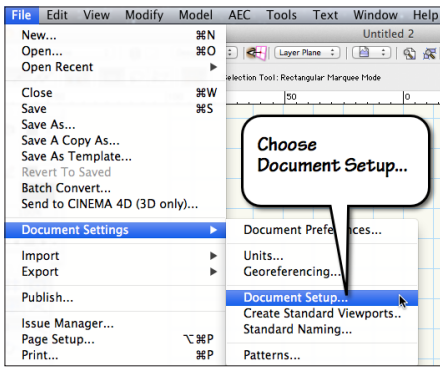 File Edit View Modify Model AEC Tools Text Window Help
Untitled 2
New... ⌘N
Open... ⌘O
Open Recent ▶
Layer Plane
Selection Tool: Rectangular Marquee Mode
50 0
Close ⌘W
Save ⌘S
Save As...
Save A Copy As...
Save As Template...
Revert To Saved
Batch Convert...
Send to CINEMA 4D (3D only)...
Choose
Document Setup...
Document Settings ▶
Import ▶
Export ▶
Publish...
Issue Manager...
Page Setup... ⌥⌘P
Print... ⌘P
Document Preferences...
Units...
Georeferencing...
Document Setup...
Create Standard Viewports..
Standard Naming...
Patterns...